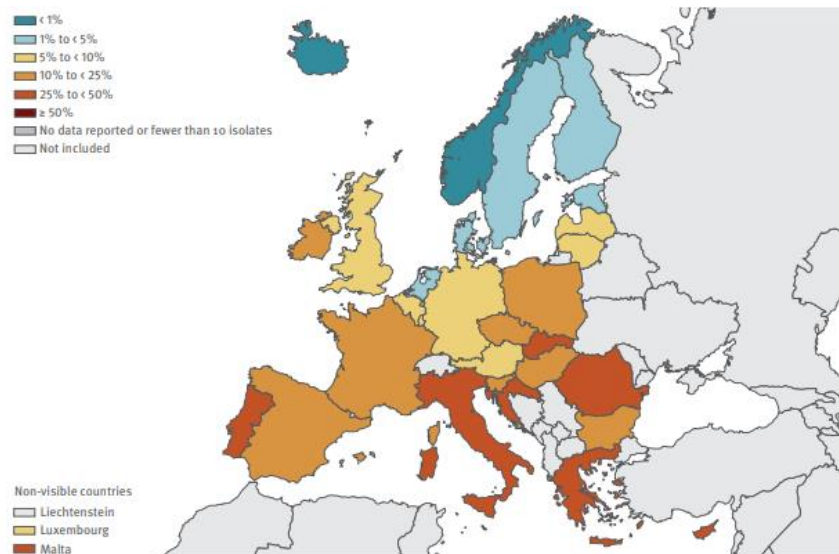 < 1%
1% to < 5%
5% to < 10%
10% to < 25%
25% to < 50%
≥ 50%
No data reported or fewer than 10 isolates
Not included
Non-visible countries
Liechtenstein
Luxembourg
Malta